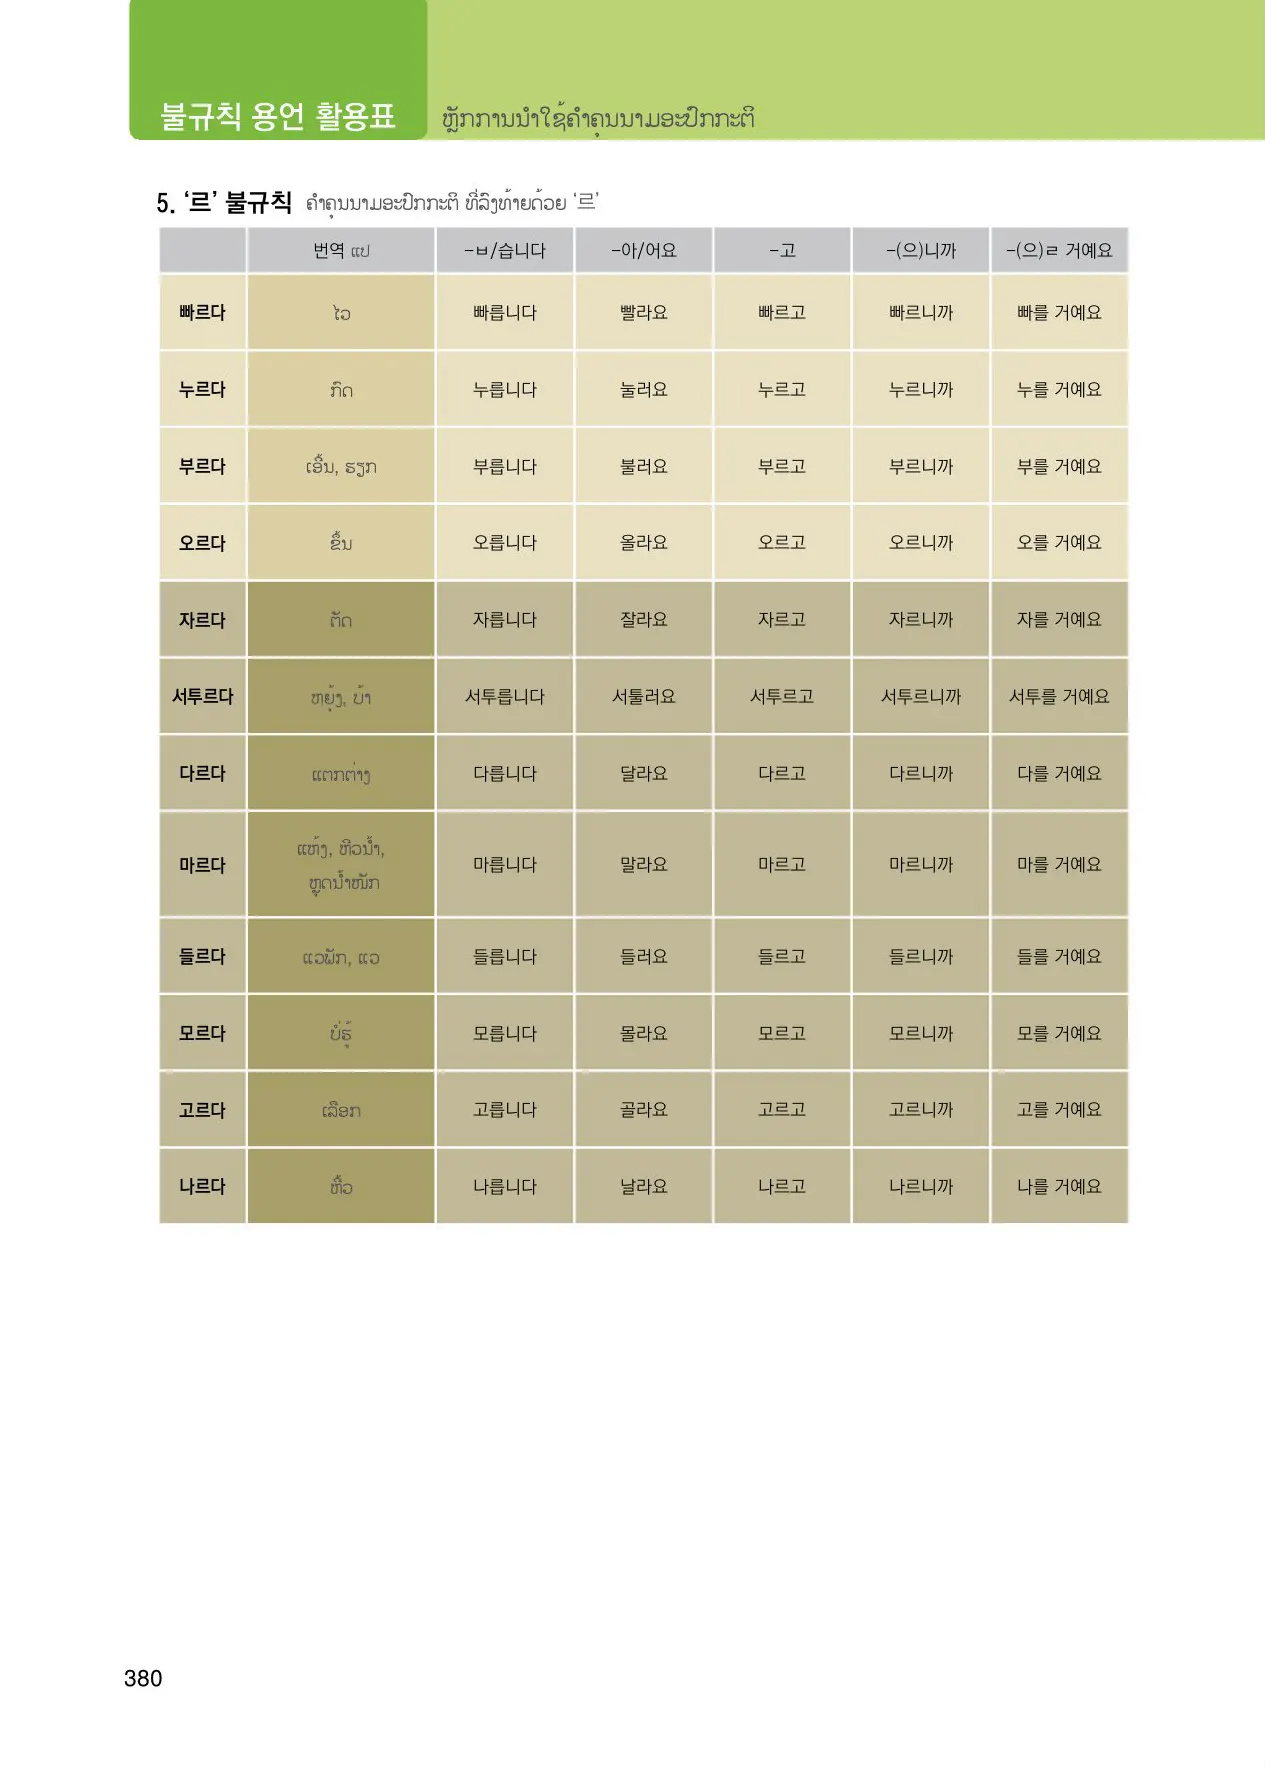 불규칙 용언 활용표 ຫຼັກການນຳໃຊ້ຄຳຄຸນນາມອະປົກກະຕິ
5. ‘르’ 불규칙 ຄຳຄຸນນາມອະປົກກະຕິ ທີ່ລົງທ້າຍດ້ວຍ ‘르’
번역 ແປ -ㅂ/습니다 -아/어요 -고 -(으)니까 -(으)ㄹ 거예요
빠르다 ໄວ 빠릅니다 빨라요 빠르고 빠르니까 빠를 거예요
누르다 ກົດ 누릅니다 눌러요 누르고 누르니까 누를 거예요
부르다 ເອີ້ນ, ຮຽກ 부릅니다 불러요 부르고 부르니까 부를 거예요
오르다 ຂຶ້ນ 오릅니다 올라요 오르고 오르니까 오를 거예요
자르다 ຕັດ 자릅니다 잘라요 자르고 자르니까 자를 거예요
서투르다 ຫຍຸ້ງ, ບ້າ 서투릅니다 서툴러요 서투르고 서투르니까 서투를 거예요
다르다 ແຕກຕ່າງ 다릅니다 달라요 다르고 다르니까 다를 거예요
마르다 ແຫ້ງ, ຫີວນ້ຳ,
ຫຼຸດນ້ຳໜັກ 마릅니다 말라요 마르고 마르니까 마를 거예요
들르다 ແວພັກ, ແວ 들릅니다 들러요 들르고 들르니까 들를 거예요
모르다 ບໍ່ຮູ້ 모릅니다 몰라요 모르고 모르니까 모를 거예요
고르다 ເລືອກ 고릅니다 골라요 고르고 고르니까 고를 거예요
나르다 ຫີ້ວ 나릅니다 날라요 나르고 나르니까 나를 거예요
380